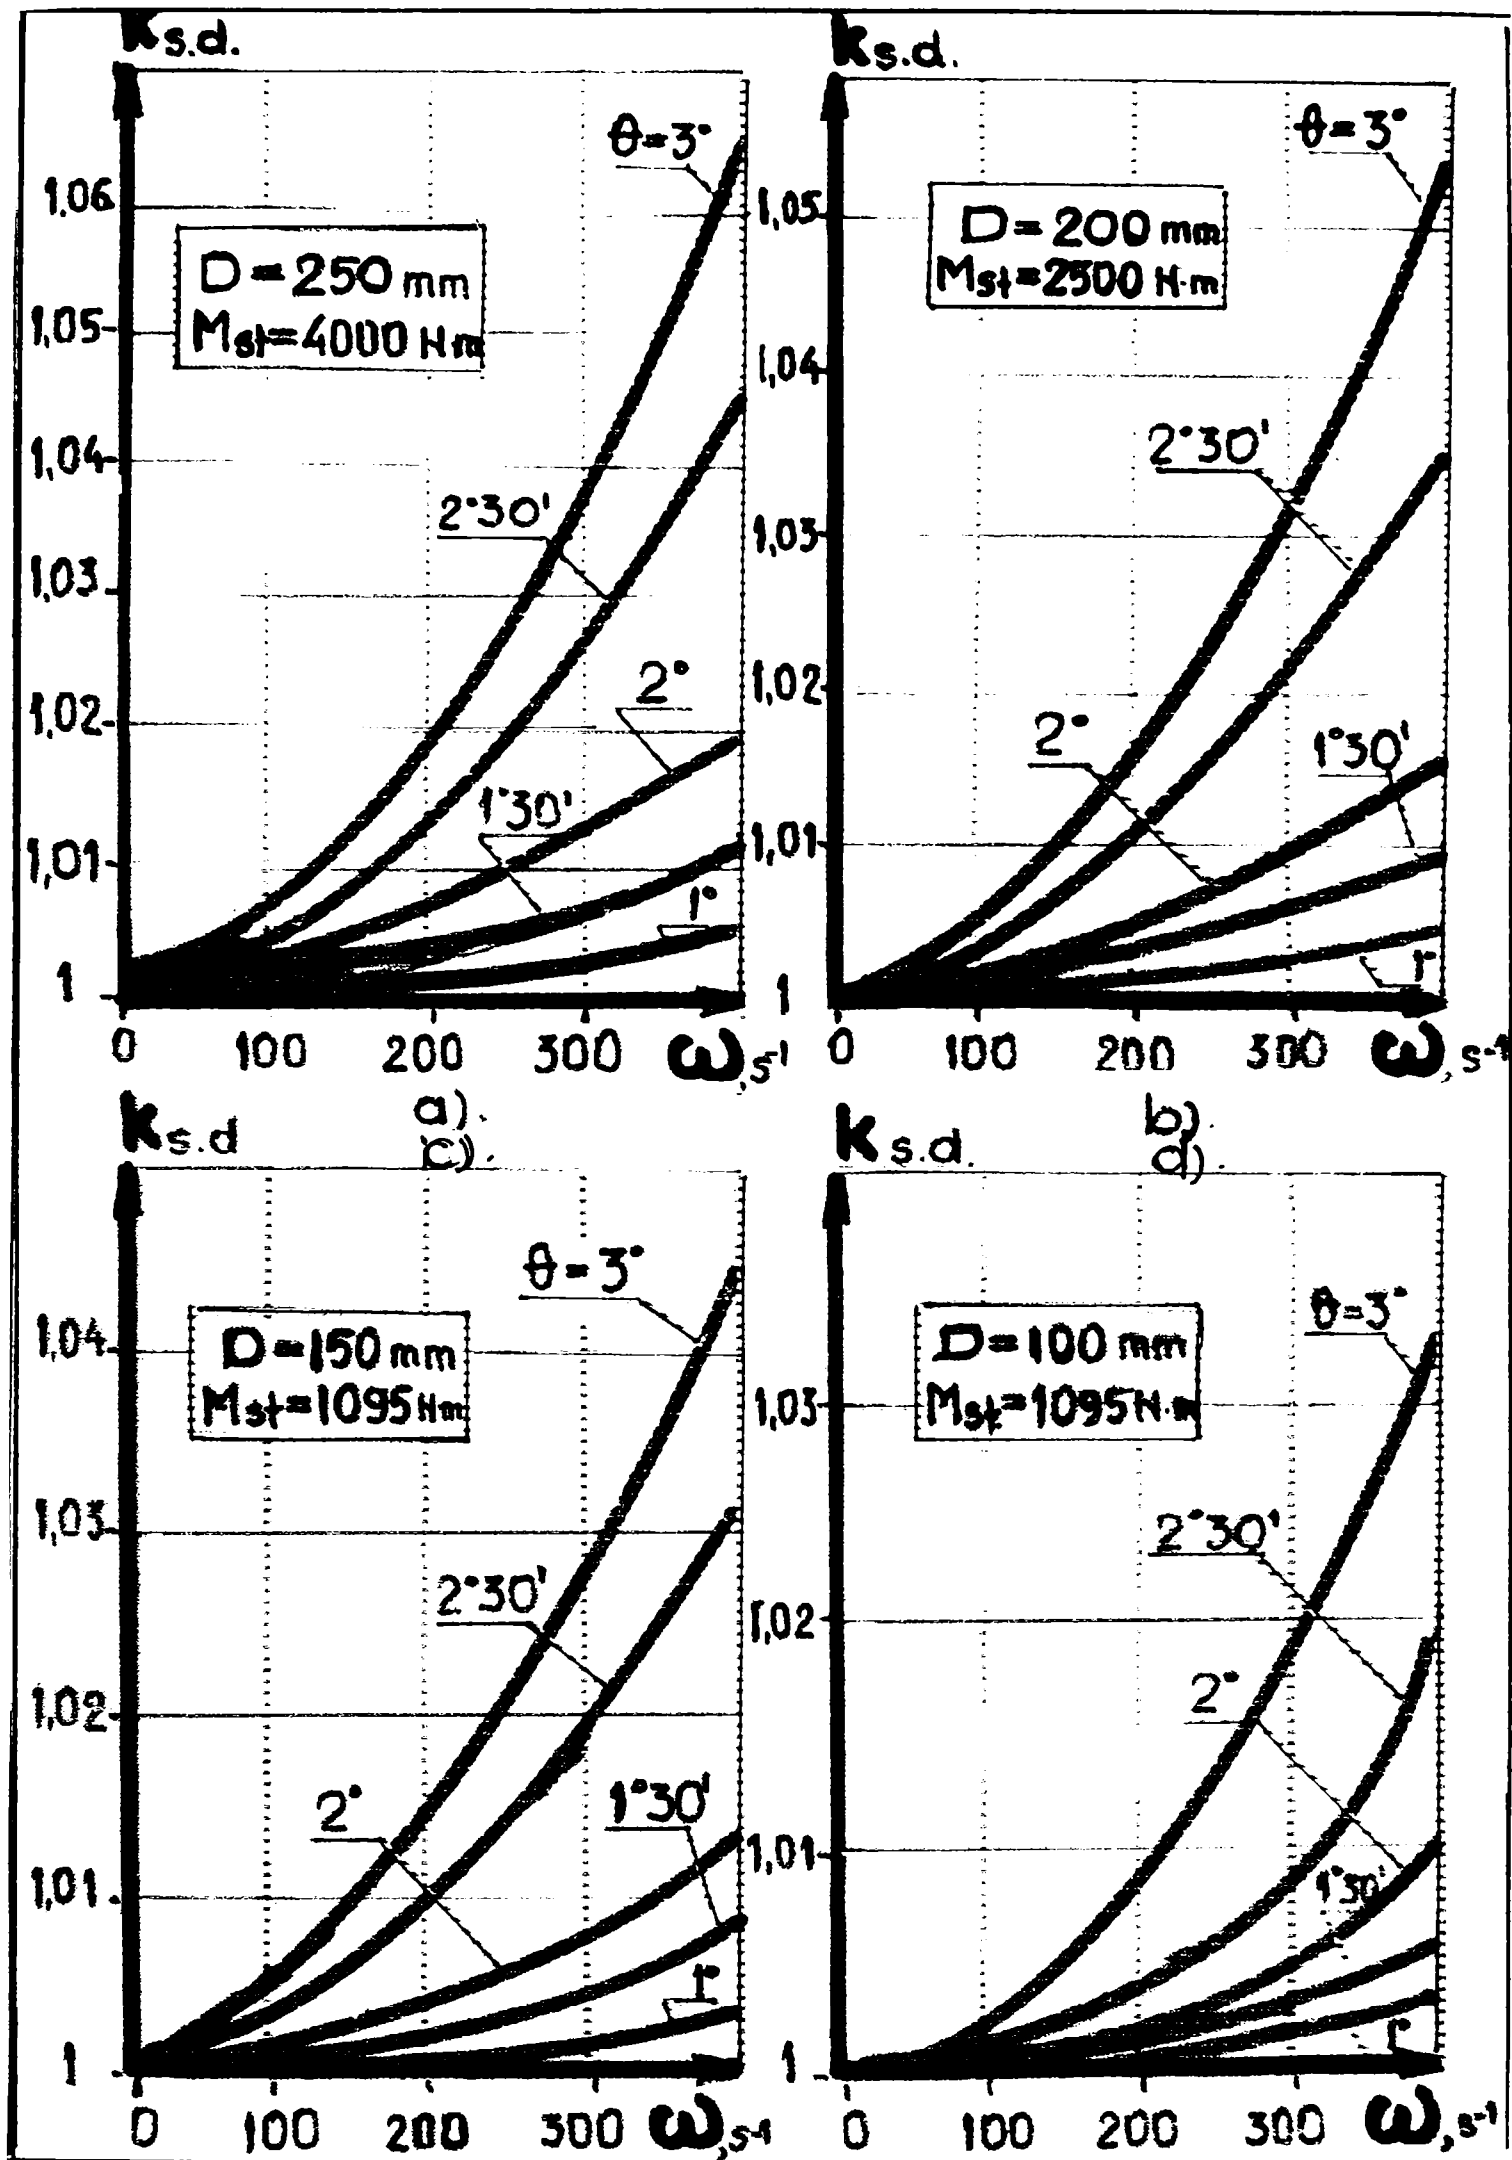 k s.d.
θ=3°
1,06
D=250 mm
Mst=4000 H·m
1,05
1,04
2°30'
1,03
2°
1,02
1°30'
1,01
1°
1
0 100 200 300 ω, s-1
a).
k s.d.
θ=3°
1,05
D=200 mm
Mst=2500 H·m
1,04
2°30'
1,03
1,02
2°
1°30'
1,01
1°
1
0 100 200 300 ω, s-1
b).
k s.d
c).
θ=3°
1,04
D=150 mm
Mst=1095 Hm
1,03
2°30'
1,02
2°
1°30'
1,01
1°
1
0 100 200 300 ω, s-1
k s.d.
d).
θ=3°
D=100 mm
1,03
Mst=1095 H·m
2°30'
1,02
2°
1,01
1°30'
1°
1
0 100 200 300 ω, s-1